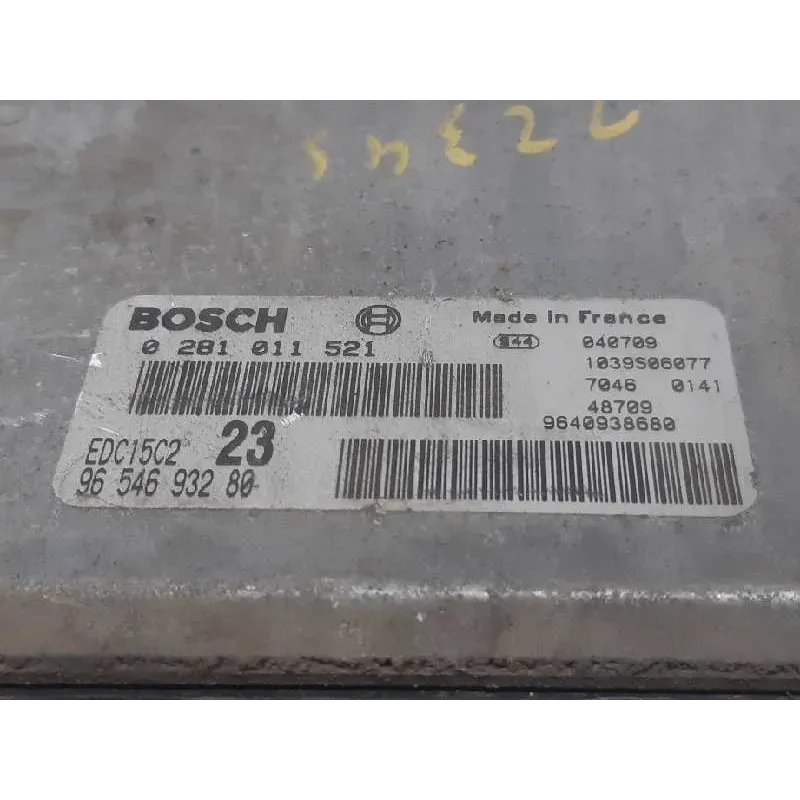 BOSCH
Made in France
0 281 011 521
S44
040709
1039S06077
7046 0141
48709
9640938680
EDC15C2 23
96 546 932 80